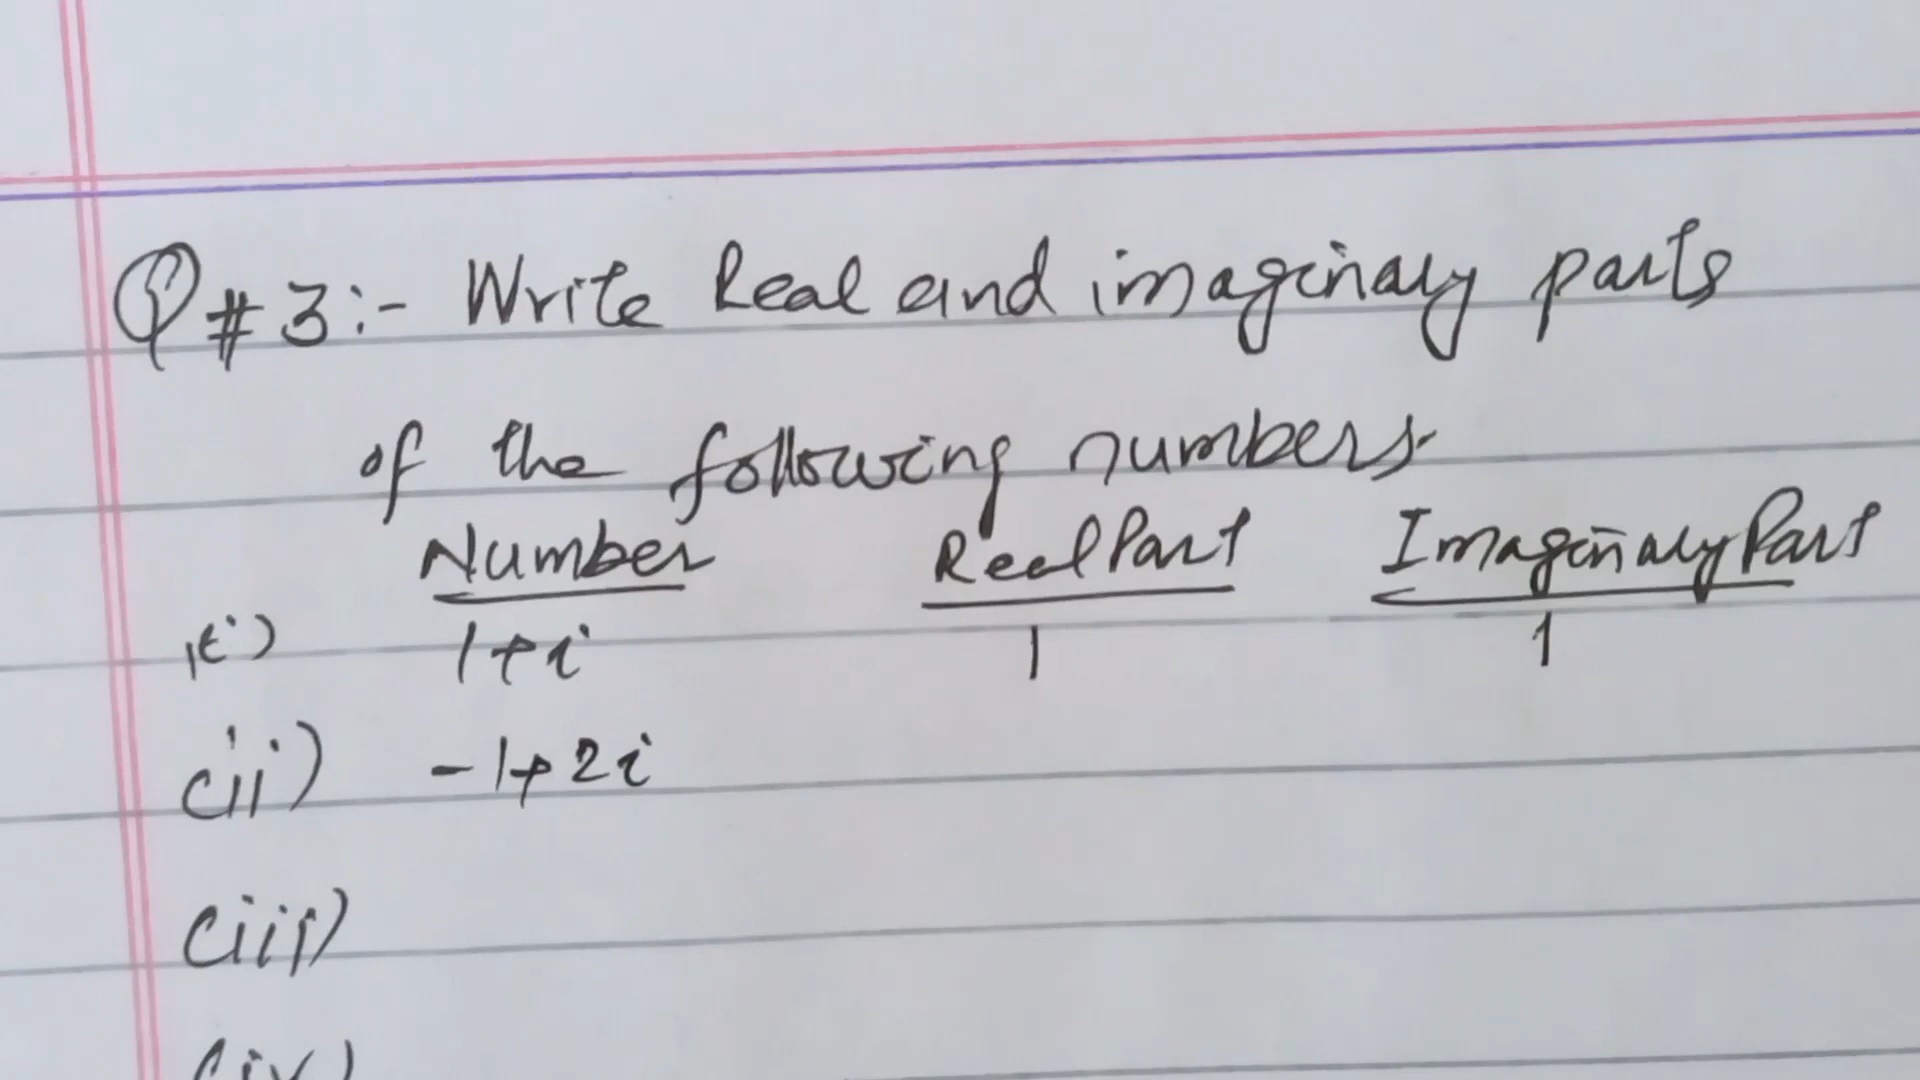 Q # 3:- Write Real and imaginary parts
of the following numbers.
Number Real Part Imaginary Part
(i) 1+i 1 1
(ii) -1+2i
(iii)
(iv)